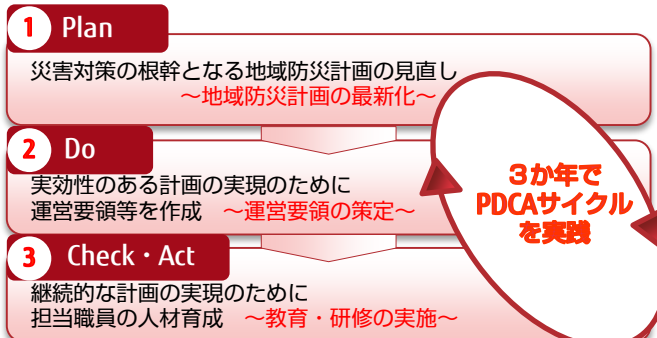 1 Plan
災害対策の根幹となる地域防災計画の見直し
～地域防災計画の最新化～
2 Do
実効性のある計画の実現のために
運営要領等を作成 ～運営要領の策定～
3 Check・Act
継続的な計画の実現のために
担当職員の人材育成 ～教育・研修の実施～
３か年で
PDCAサイクル
を実践